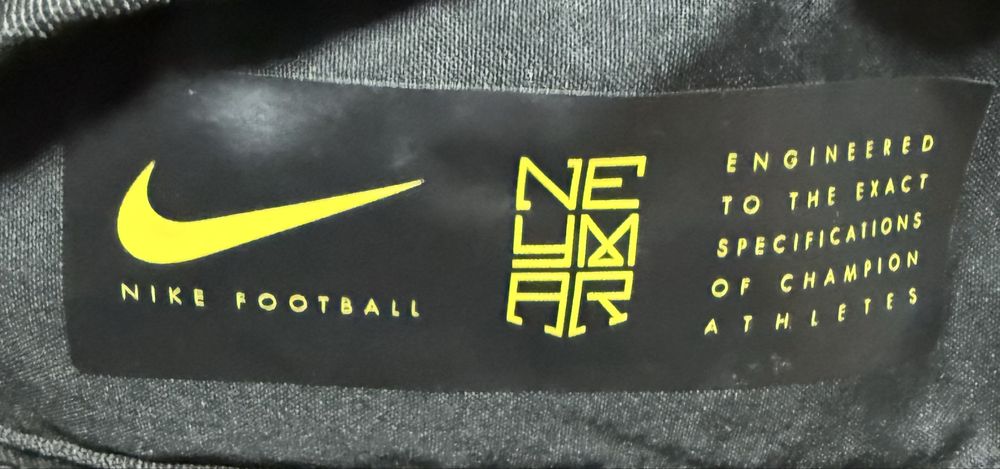 NIKE FOOTBALL
NE
YM
AR
ENGINEERED
TO THE EXACT
SPECIFICATIONS
OF CHAMPION
ATHLETES